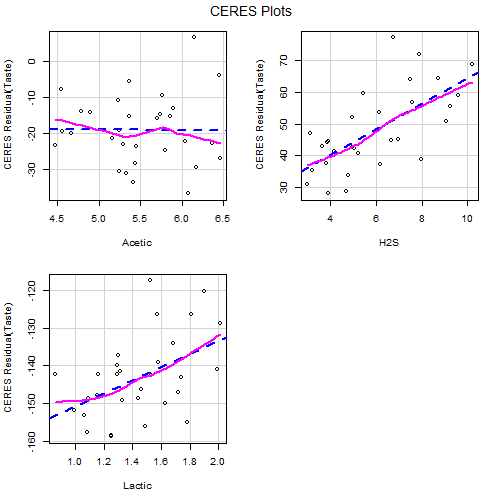 CERES Plots
CERES Residual(Taste)
0
-10
-20
-30
4.5 5.0 5.5 6.0 6.5
Acetic
CERES Residual(Taste)
70
60
50
40
30
4 6 8 10
H2S
CERES Residual(Taste)
-120
-130
-140
-150
-160
1.0 1.2 1.4 1.6 1.8 2.0
Lactic